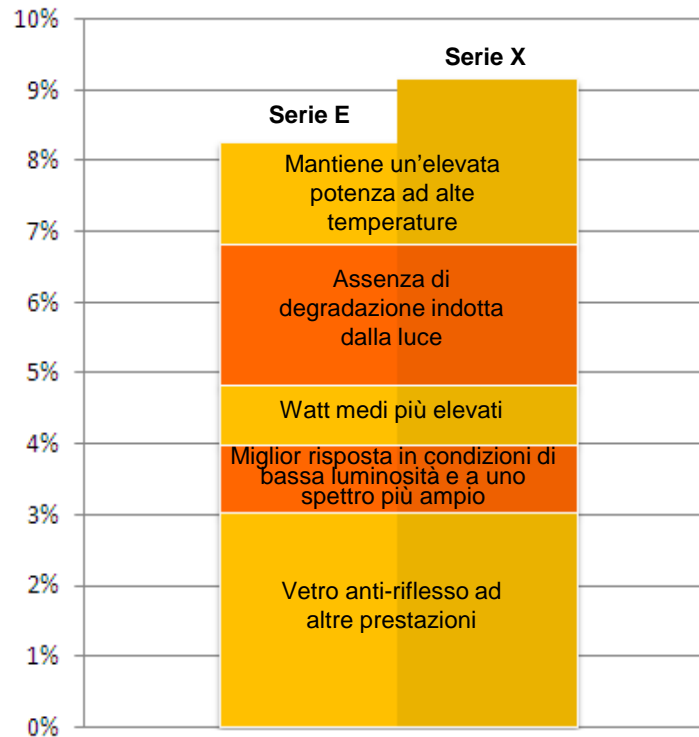 10%
Serie X
9%
Serie E
8%
Mantiene un'elevata
potenza ad alte
temperature
7%
Assenza di
6%
degradazione indotta
dalla luce
5%
Watt medi più elevati
4%
Miglior risposta in condizioni di
bassa luminosità e a uno
spettro più ampio
3%
2%
Vetro anti-riflesso ad
altre prestazioni
1%
0%